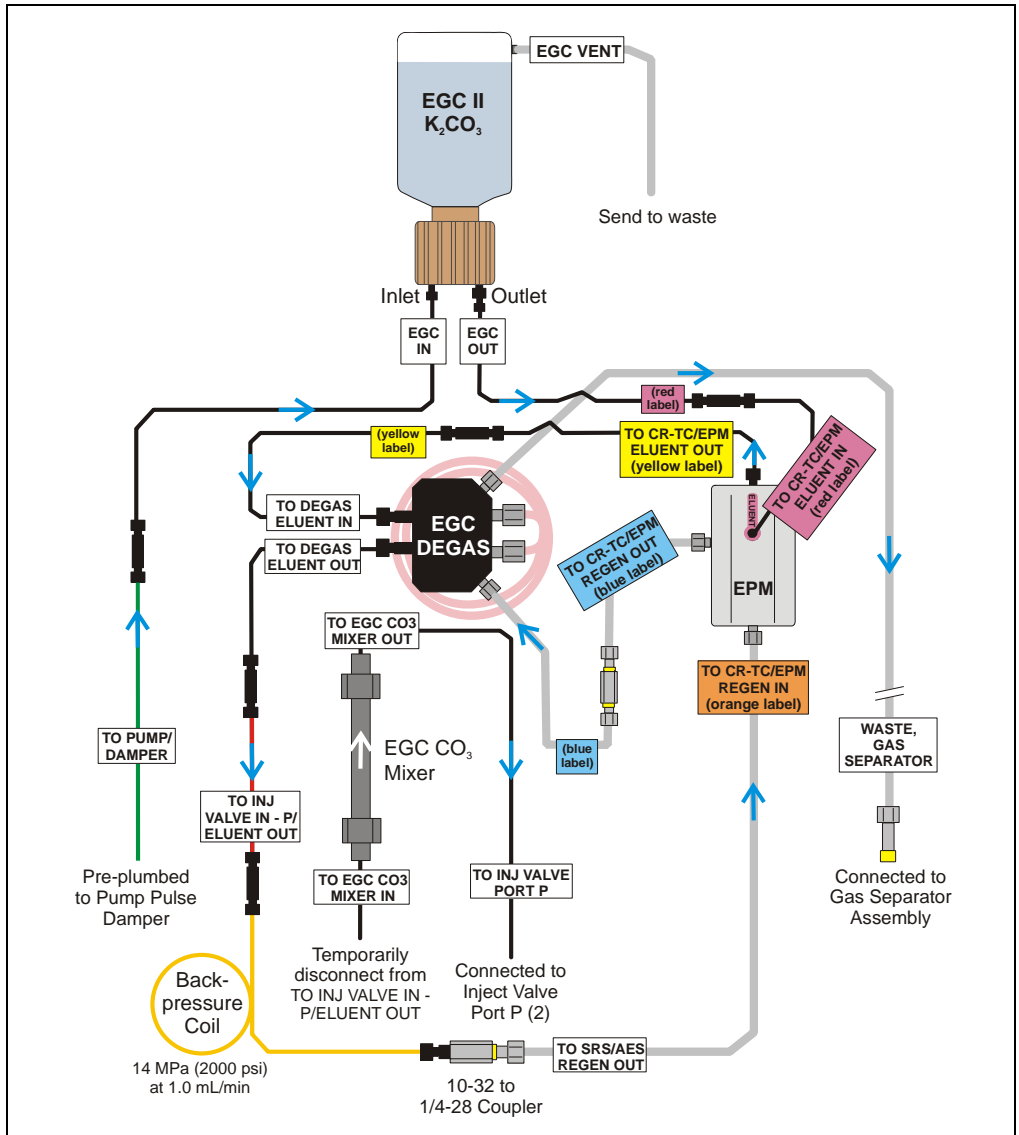 EGC VENT
EGC II
K₂CO₃
Send to waste
Inlet
Outlet
EGC
IN
EGC
OUT
(red
label)
(yellow
label)
TO CR-TC/EPM
ELUENT OUT
(yellow label)
TO CR-TC/EPM
ELUENT IN
(red label)
ELUENT
EPM
TO DEGAS
ELUENT IN
TO DEGAS
ELUENT OUT
EGC
DEGAS
TO CR-TC/EPM
REGEN OUT
(blue label)
TO EGC CO3
MIXER OUT
TO CR-TC/EPM
REGEN IN
(orange label)
TO PUMP/
DAMPER
EGC CO₃
Mixer
(blue
label)
WASTE,
GAS
SEPARATOR
TO INJ
VALVE IN - P/
ELUENT OUT
Pre-plumbed
to Pump Pulse
Damper
TO EGC CO3
MIXER IN
TO INJ VALVE
PORT P
Connected to
Gas Separator
Assembly
Temporarily
disconnect from
TO INJ VALVE IN -
P/ELUENT OUT
Connected to
Inject Valve
Port P (2)
Back-
pressure
Coil
14 MPa (2000 psi)
at 1.0 mL/min
TO SRS/AES
REGEN OUT
10-32 to
1/4-28 Coupler